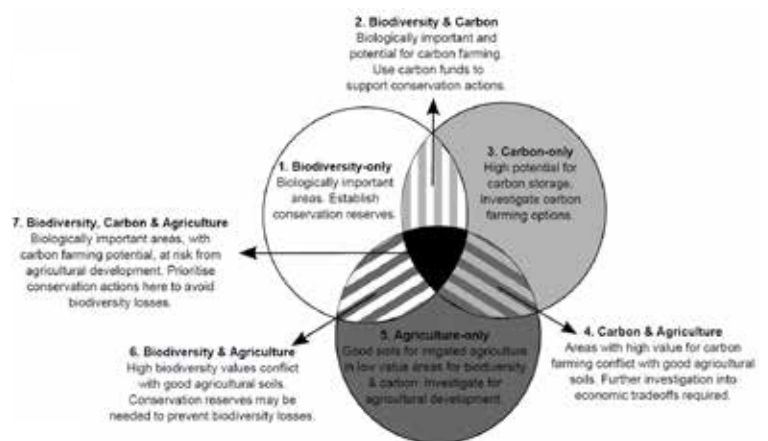 2. Biodiversity & Carbon
Biologically important and
potential for carbon farming.
Use carbon funds to
support conservation actions.
1. Biodiversity-only
Biologically important
areas. Establish
conservation reserves.
3. Carbon-only
High potential for
carbon storage.
Investigate carbon
farming options.
7. Biodiversity, Carbon & Agriculture
Biologically important areas, with
carbon farming potential, at risk from
agricultural development. Prioritise
conservation actions here to avoid
biodiversity losses.
6. Biodiversity & Agriculture
High biodiversity values conflict
with good agricultural soils.
Conservation reserves may be
needed to prevent biodiversity losses.
5. Agriculture-only
Good soils for irrigated agriculture
in low value areas for biodiversity
& carbon. Investigate for
agricultural development.
4. Carbon & Agriculture
Areas with high value for carbon
farming conflict with good agricultural
soils. Further investigation into
economic tradeoffs required.